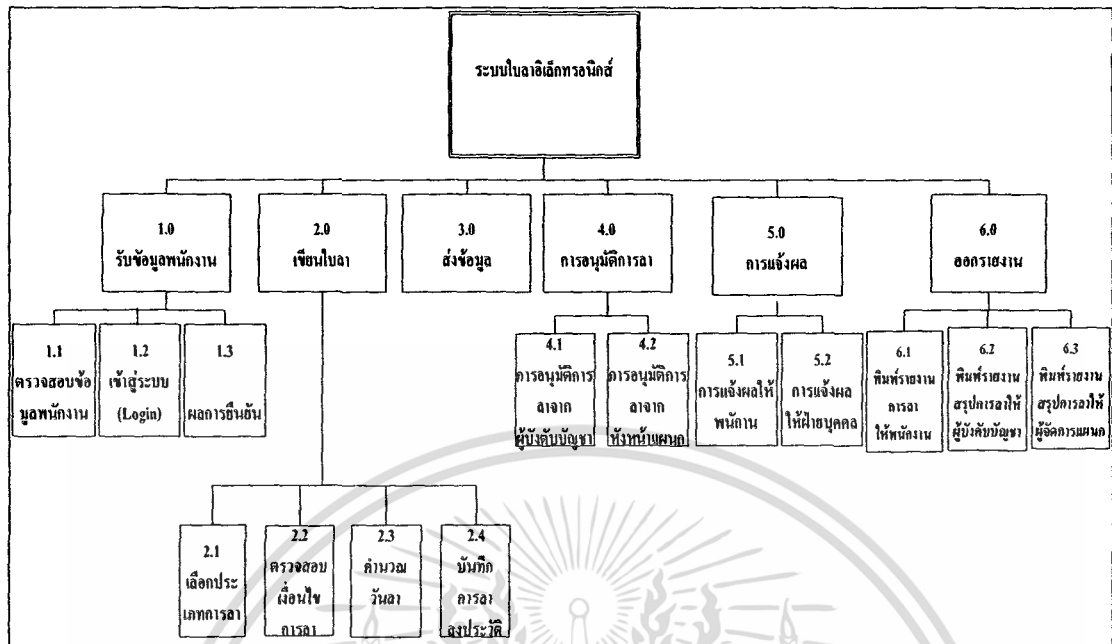 ระบบใบลาอิเล็กทรอนิกส์
1.0
รับข้อมูลพนักงาน
2.0
เขียนใบลา
3.0
ส่งข้อมูล
4.0
การอนุมัติการลา
5.0
การแจ้งผล
6.0
ออกรายงาน
1.1
ตรวจสอบข้อ
มูลพนักงาน
1.2
เข้าสู่ระบบ
(Login)
1.3
ผลการยืนยัน
4.1
การอนุมัติการ
ลาจาก
ผู้บังคับบัญชา
4.2
การอนุมัติการ
ลาจาก
หัวหน้าแผนก
5.1
การแจ้งผลให้
พนักาน
5.2
การแจ้งผล
ให้ฝ่ายบุคคล
6.1
พิมพ์รายงาน
การลา
ให้พนักงาน
6.2
พิมพ์รายงาน
สรุปการลาให้
ผู้บังคับบัญชา
6.3
พิมพ์รายงาน
สรุปการลาให้
ผู้จัดการแผนก
2.1
เลือกประ
เภทการลา
2.2
ตรวจสอบ
เงื่อนไข
การลา
2.3
คำนวณ
วันลา
2.4
บันทึก
การลา
ลงประวัติ